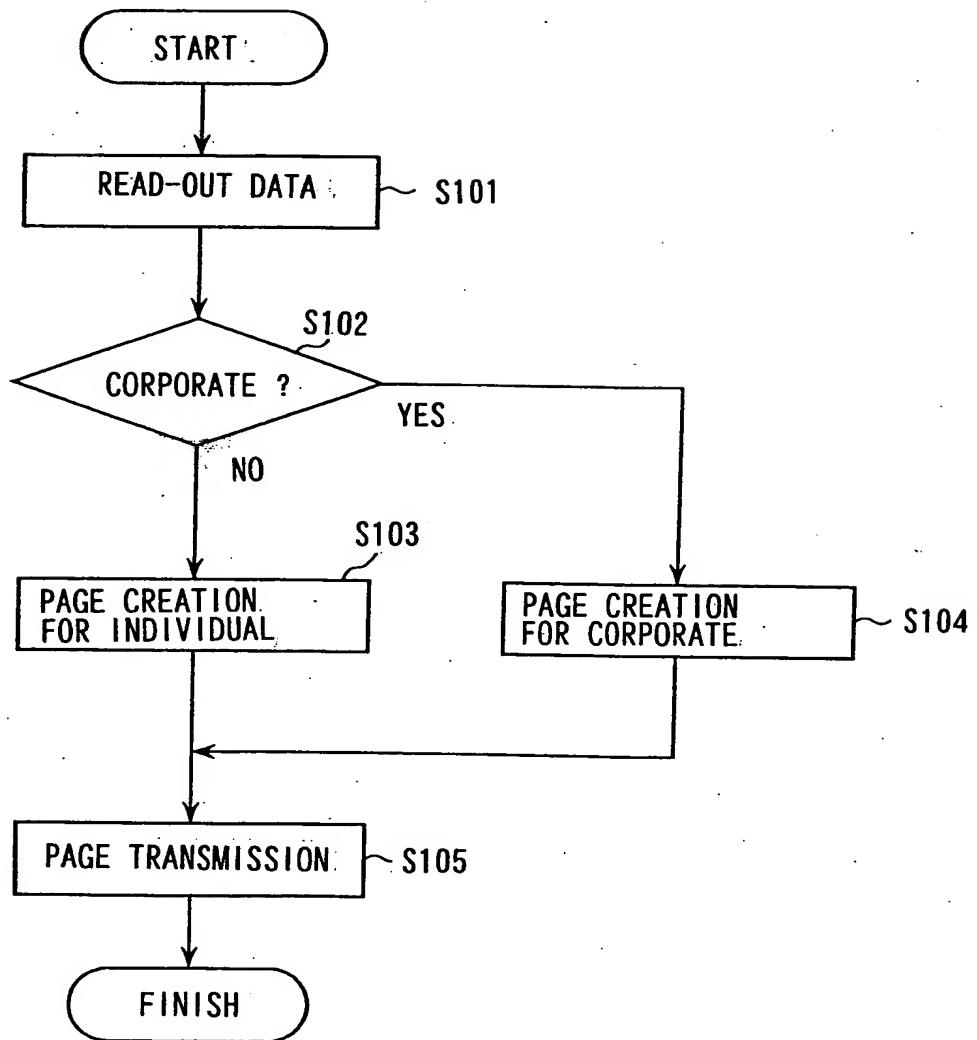 START
READ-OUT DATA
S101
S102
CORPORATE ?
YES
NO
S103
PAGE CREATION
FOR INDIVIDUAL
PAGE CREATION
FOR CORPORATE
S104
PAGE TRANSMISSION
S105
FINISH